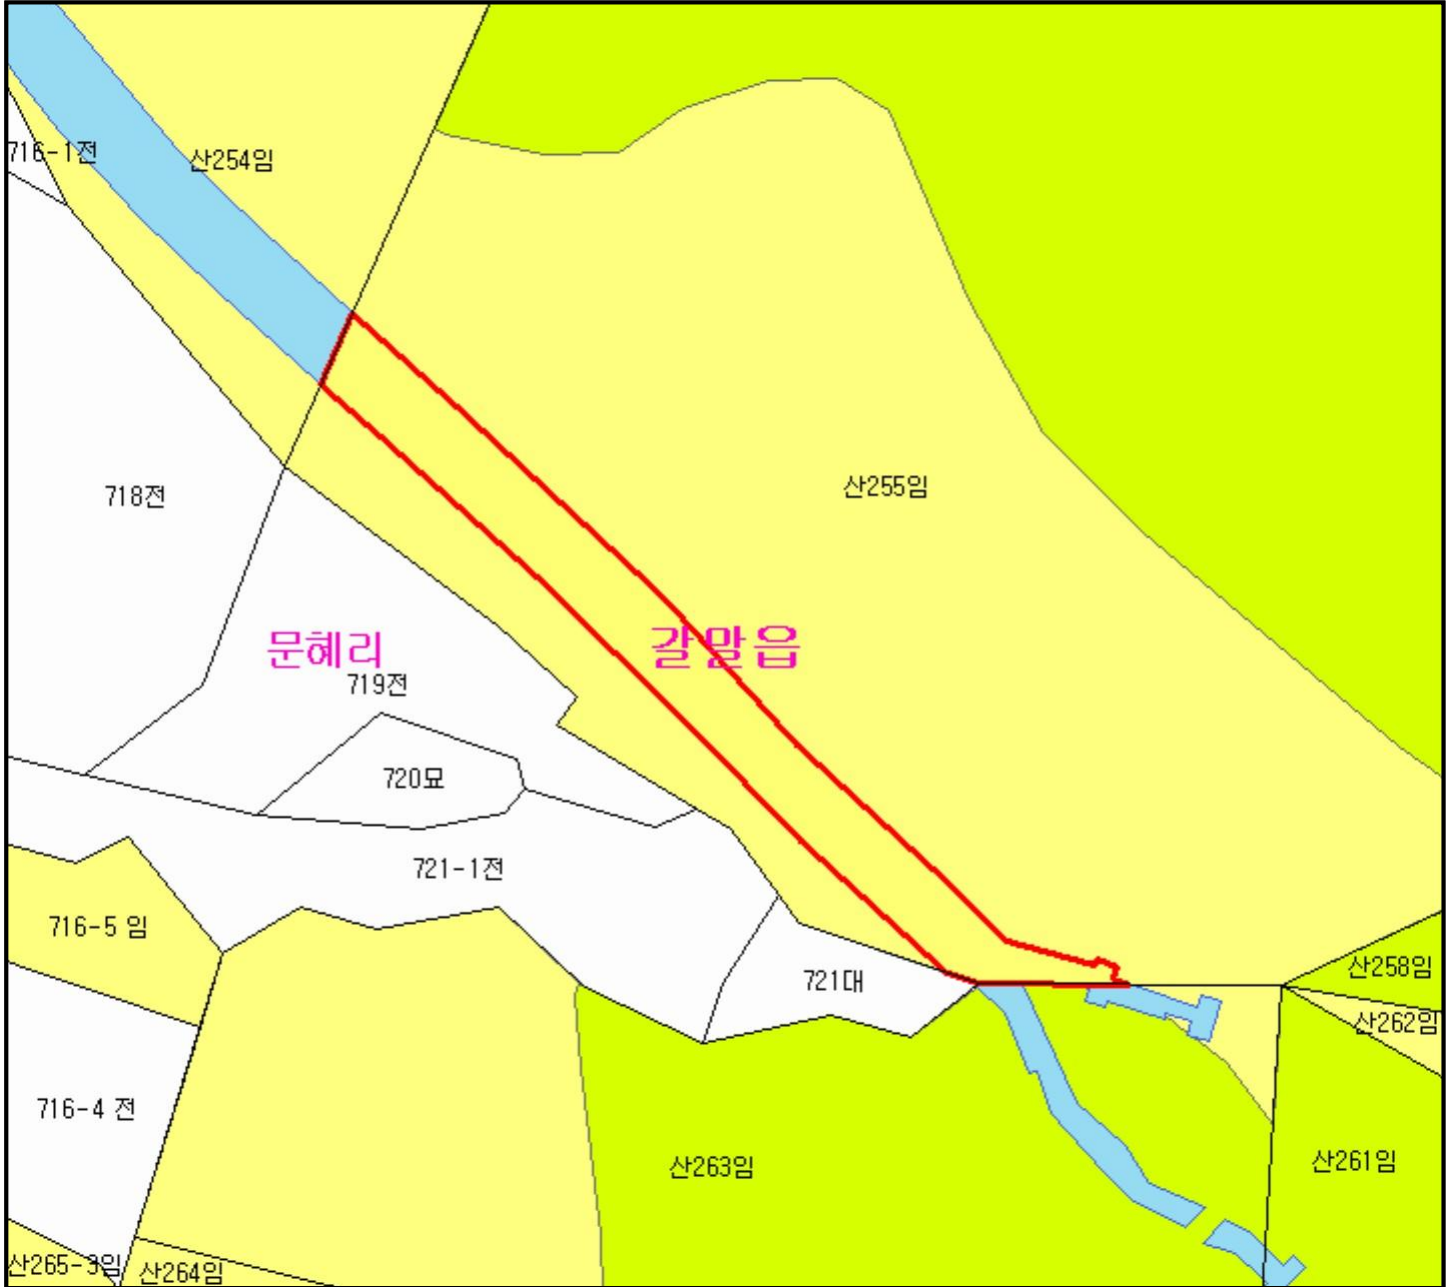 716-1전
산254임
718전
산255임
문혜리
갈말읍
719전
720묘
721-1전
716-5 임
721대
산258임
산262임
716-4 전
산263임
산261임
산265-3임
산264임